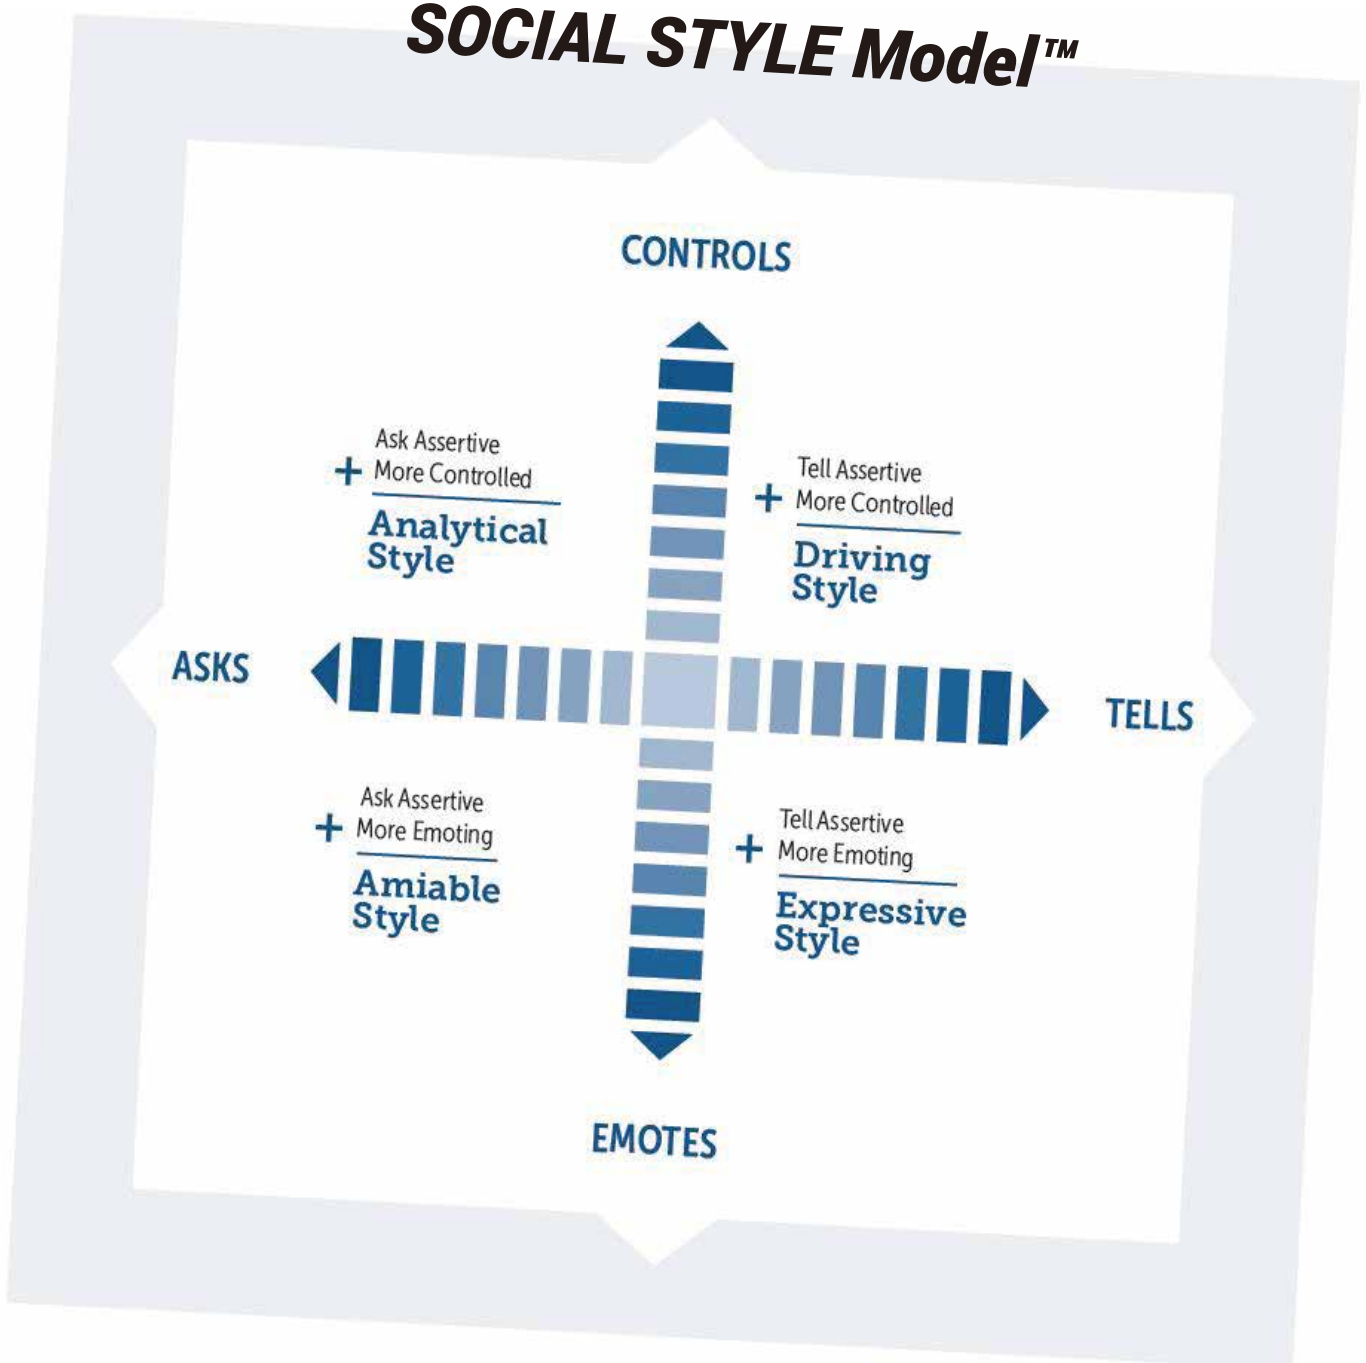 SOCIAL STYLE Model™
CONTROLS
Ask Assertive
+ More Controlled
Analytical
Style
Tell Assertive
+ More Controlled
Driving
Style
ASKS
TELLS
Ask Assertive
+ More Emoting
Amiable
Style
Tell Assertive
+ More Emoting
Expressive
Style
EMOTES